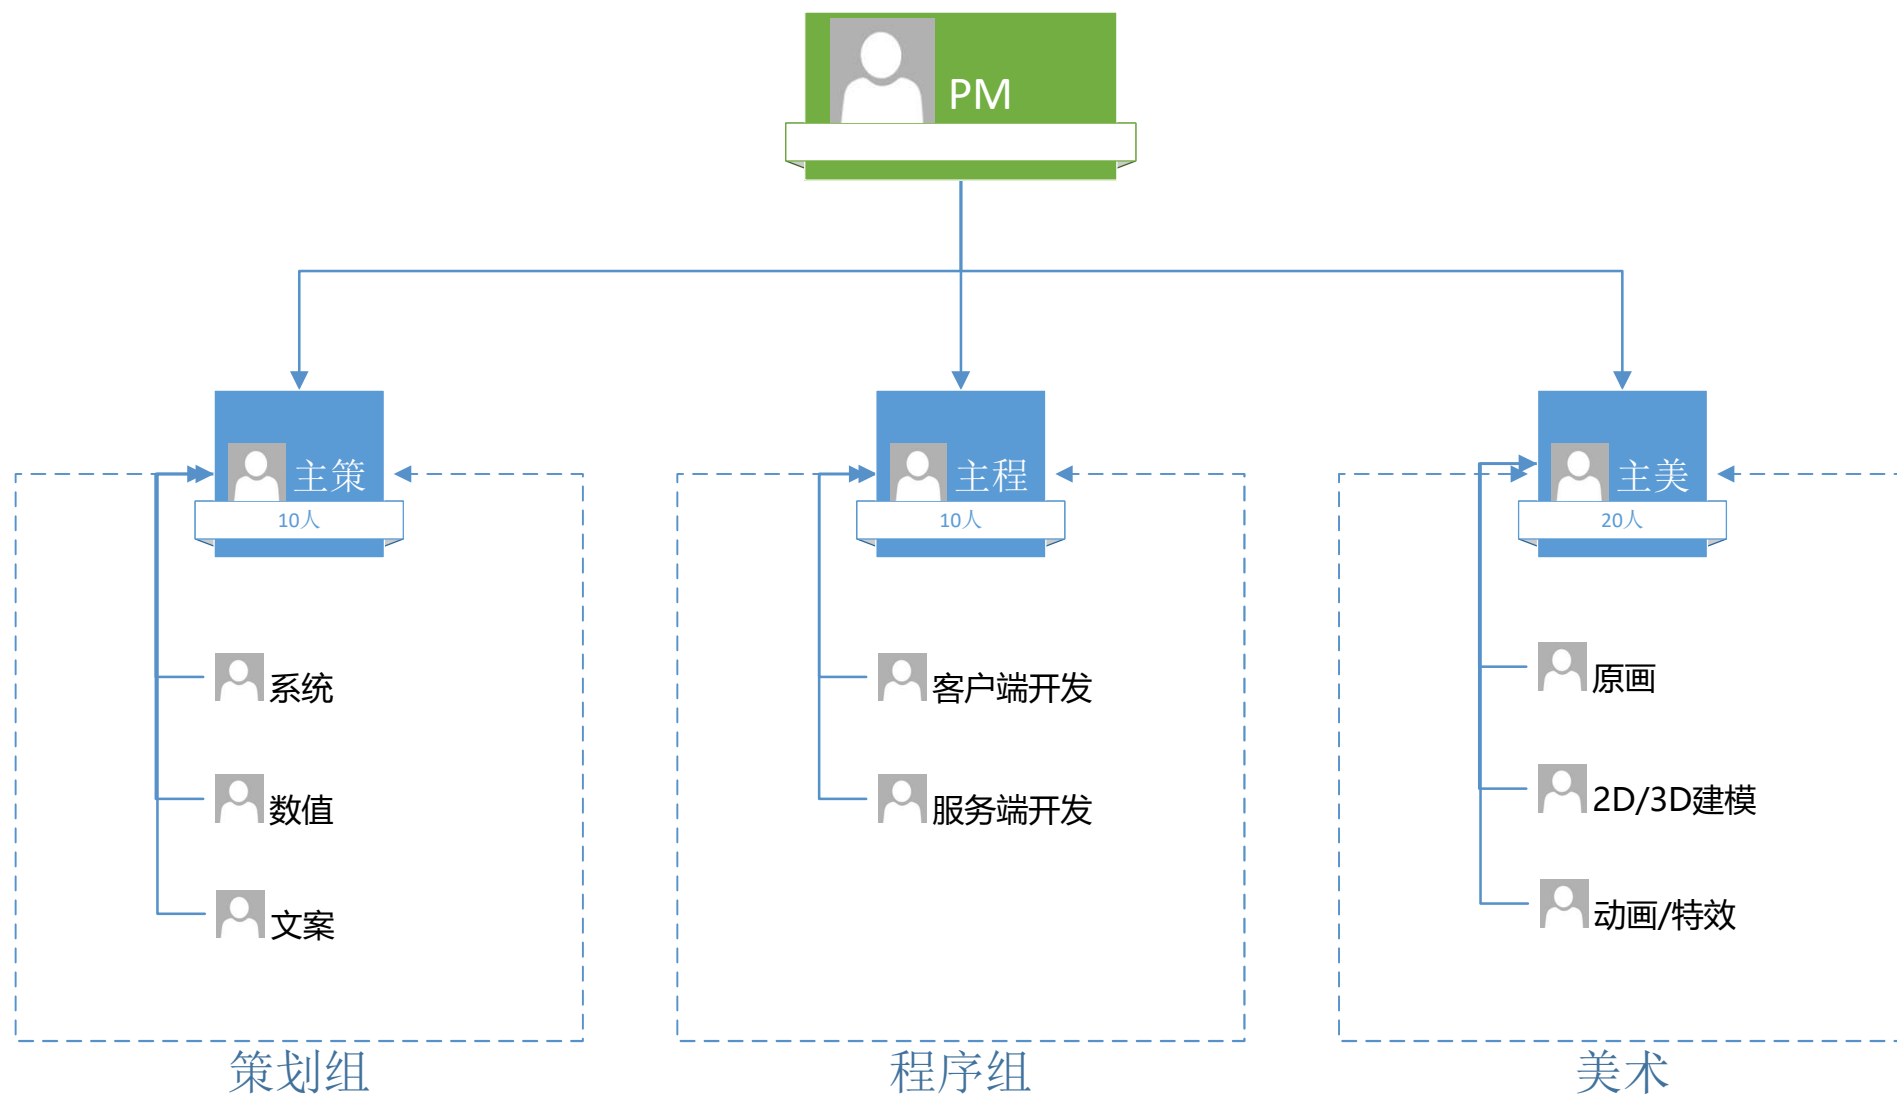 PM
主策
10人
主程
10人
主美
20人
系统
数值
文案
客户端开发
服务端开发
原画
2D/3D建模
动画/特效
策划组
程序组
美术